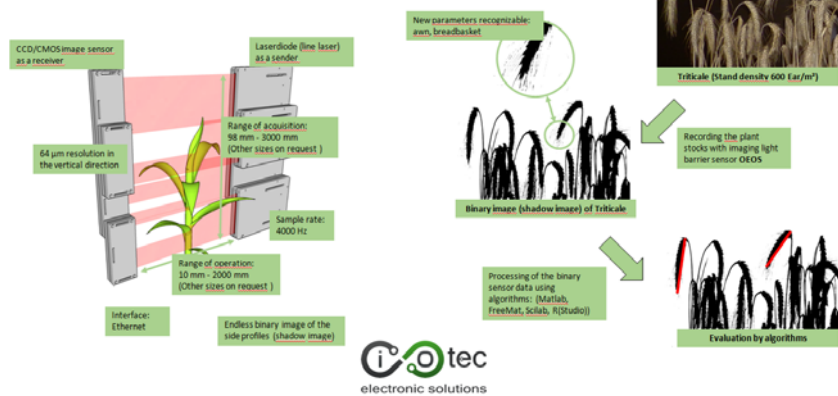 CCD/CMOS image sensor
as a receiver
Laserdiode (line laser)
as a sender
Range of acquisition:
98 mm - 3000 mm
(Other sizes on request )
64 µm resolution in
the vertical direction
Sample rate:
4000 Hz
Range of operation:
10 mm - 2000 mm
(Other sizes on request )
Interface:
Ethernet
Endless binary image of the
side profiles (shadow image)
New parameters recognizable:
awn, breadbasket
Triticale (Stand density 600 Ear/m²)
Recording the plant
stocks with imaging light
barrier sensor OEOS
Binary image (shadow image) of Triticale
Processing of the binary
sensor data using
algorithms: (Matlab,
FreeMat, Scilab, R(Studio))
Evaluation by algorithms
iotec
electronic solutions